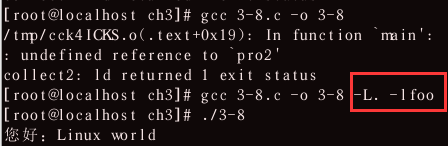 [root@localhost ch3]# gcc 3-8.c -o 3-8
/tmp/cck4lCKS.o(.text+0x19): In function `main':
: undefined reference to `pro2'
collect2: ld returned 1 exit status
[root@localhost ch3]# gcc 3-8.c -o 3-8 -L. -lfoo
[root@localhost ch3]# ./3-8
您好：Linux world